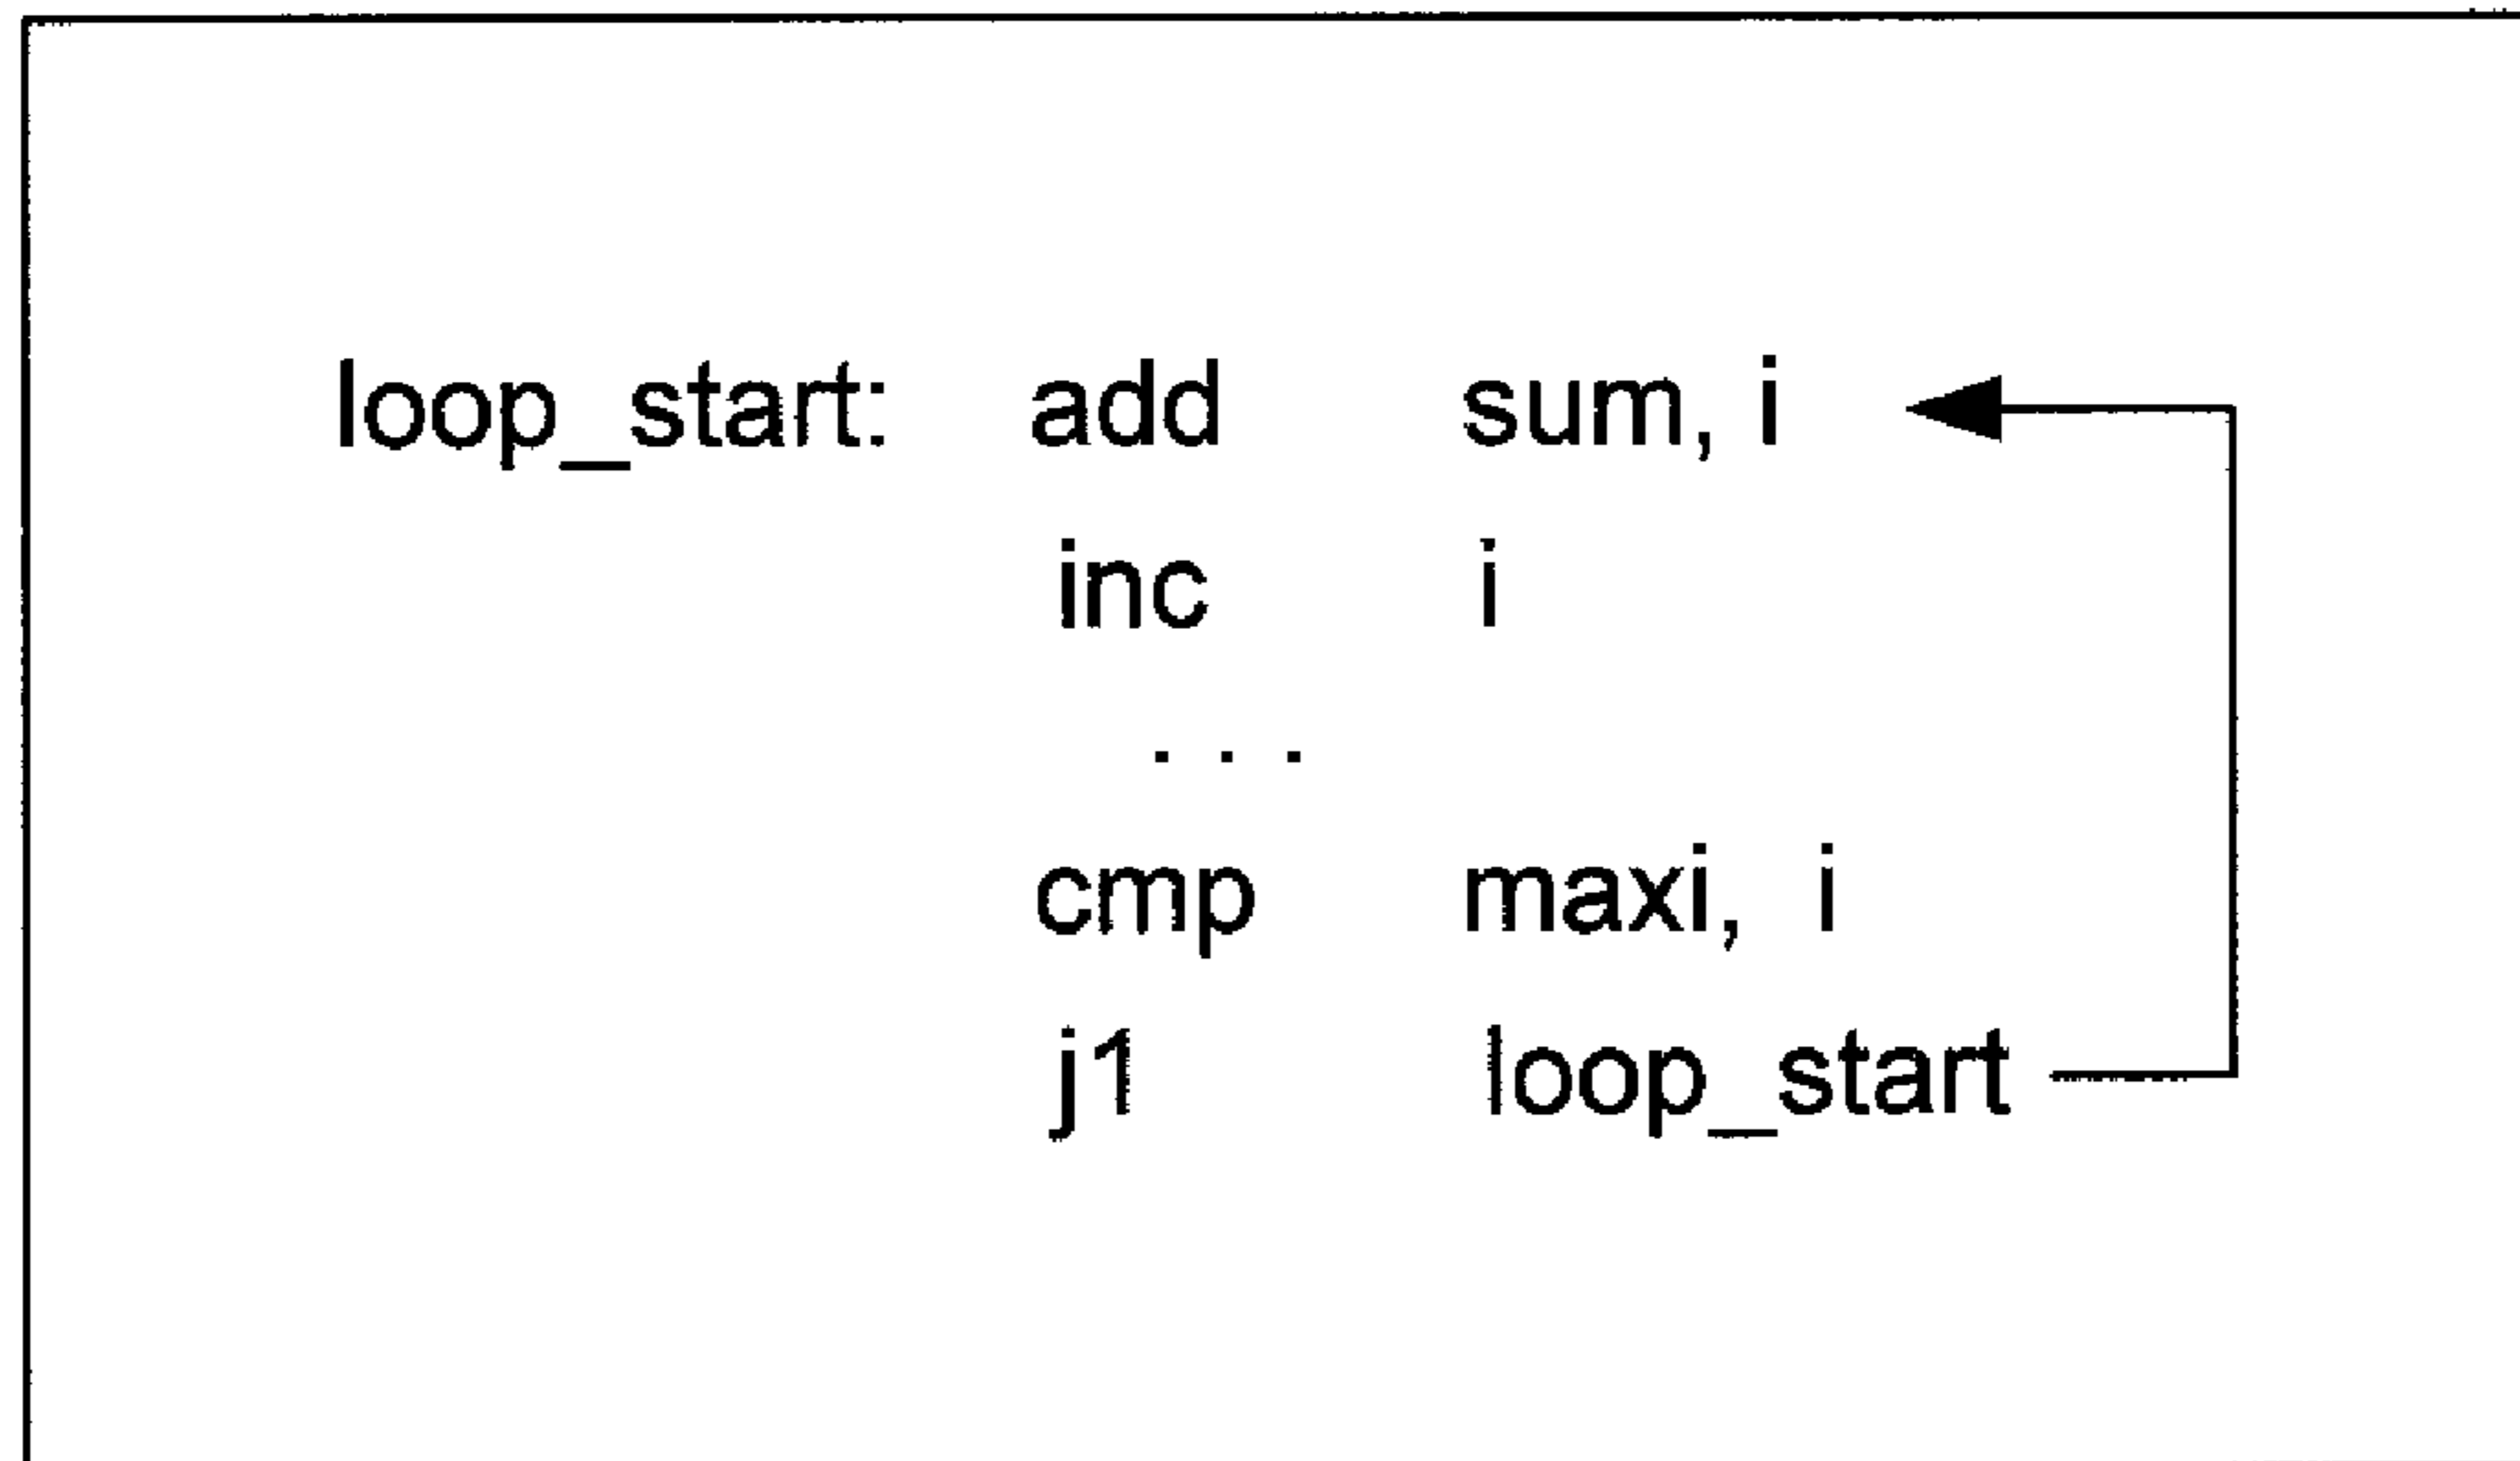 loop_start: add sum, i
inc i
. . .
cmp maxi, i
j1 loop_start